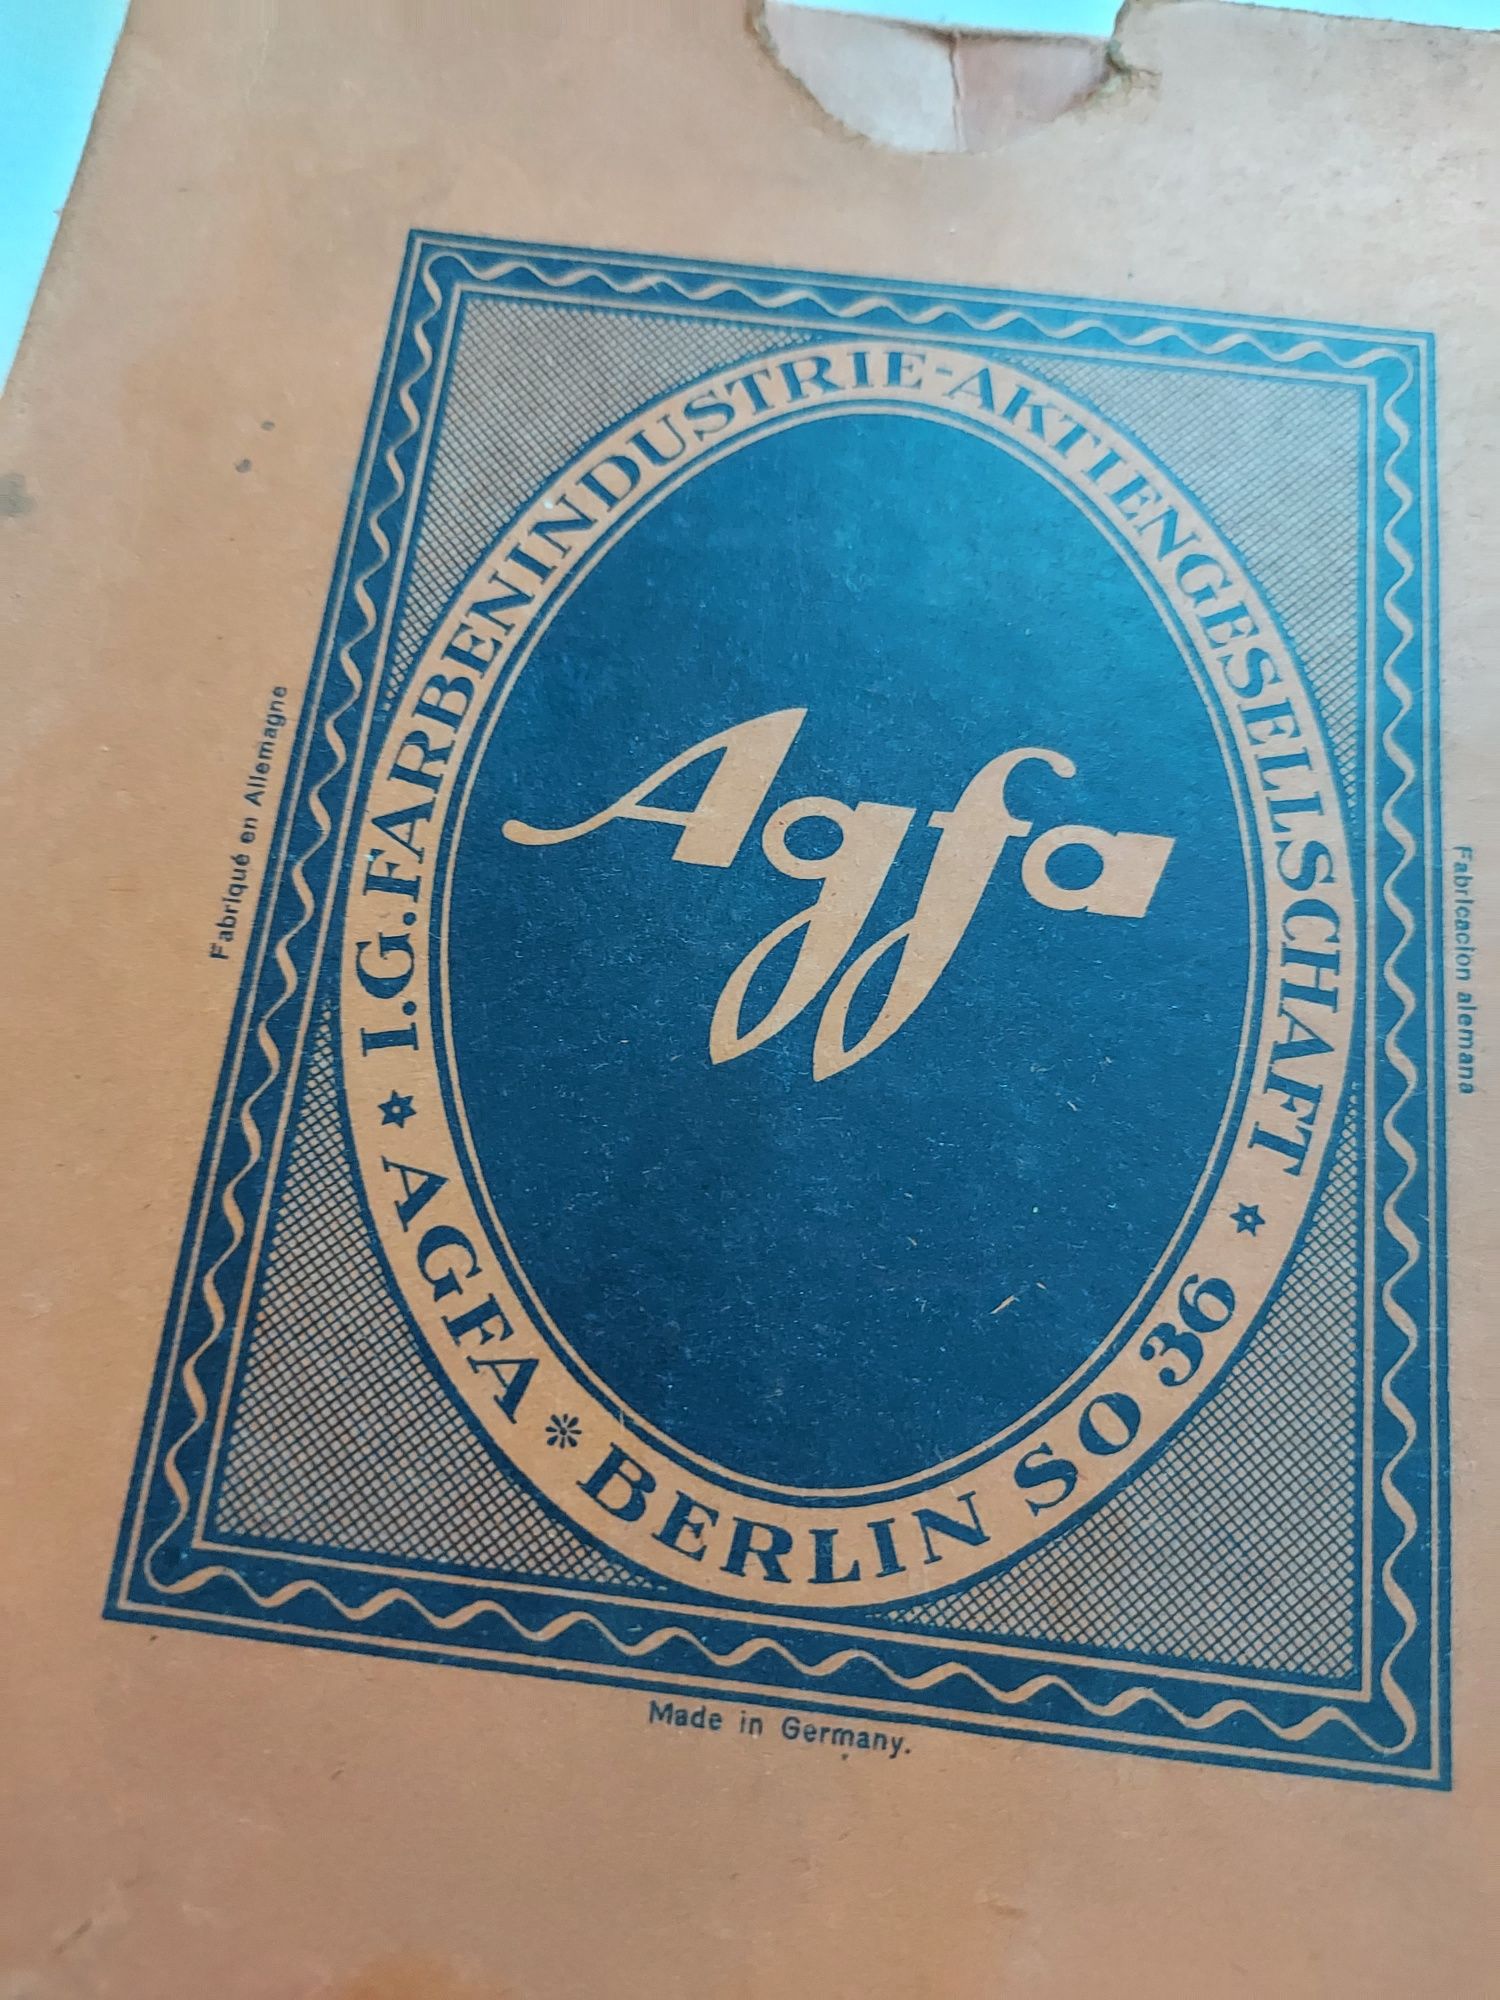 I.G. FARBENINDUSTRIE-AKTIENGESELLSCHAFT
Agfa
AGFA * BERLIN SO 36
Fabriqué en Allemagne
Fabricacion alemana
Made in Germany.